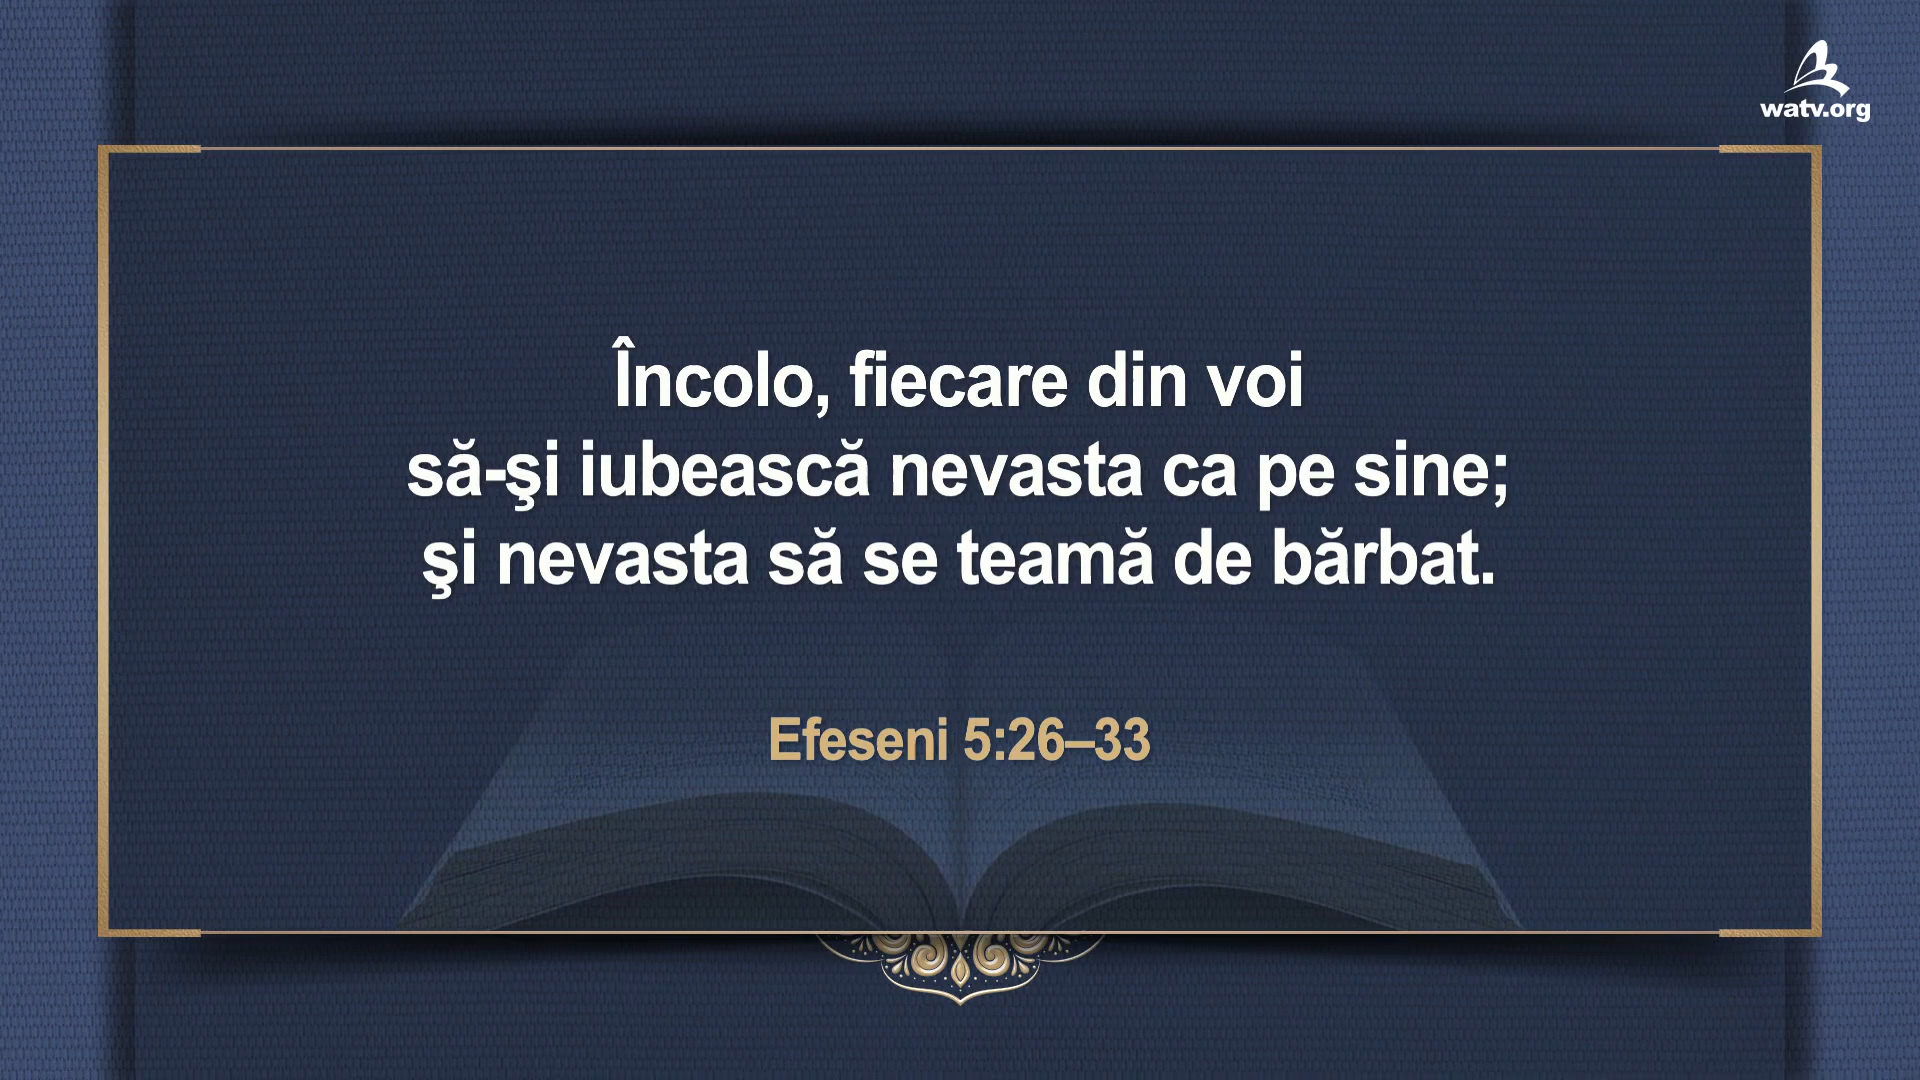 watv.org
Încolo, fiecare din voi
să-şi iubească nevasta ca pe sine;
şi nevasta să se teamă de bărbat.
Efeseni 5:26–33